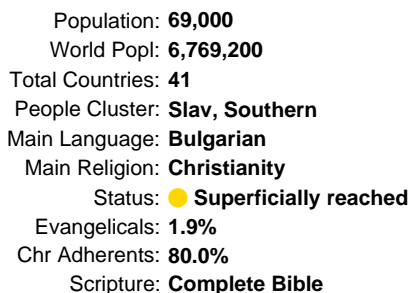 Population: 69,000
World Popl: 6,769,200
Total Countries: 41
People Cluster: Slav, Southern
Main Language: Bulgarian
Main Religion: Christianity
Status: Superficially reached
Evangelicals: 1.9%
Chr Adherents: 80.0%
Scripture: Complete Bible